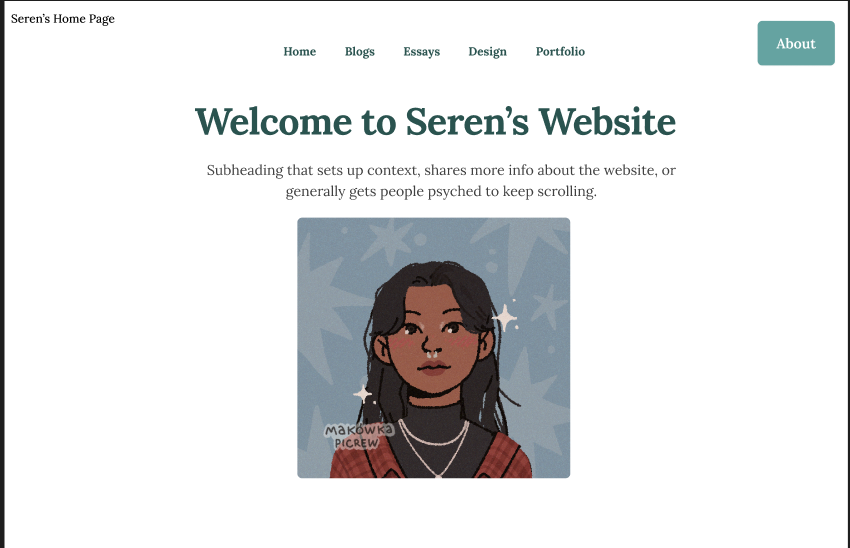 Seren’s Home Page
Home Blogs Essays Design Portfolio
About
Welcome to Seren’s Website
Subheading that sets up context, shares more info about the website, or
generally gets people psyched to keep scrolling.
MAKÓWKA
PICREW